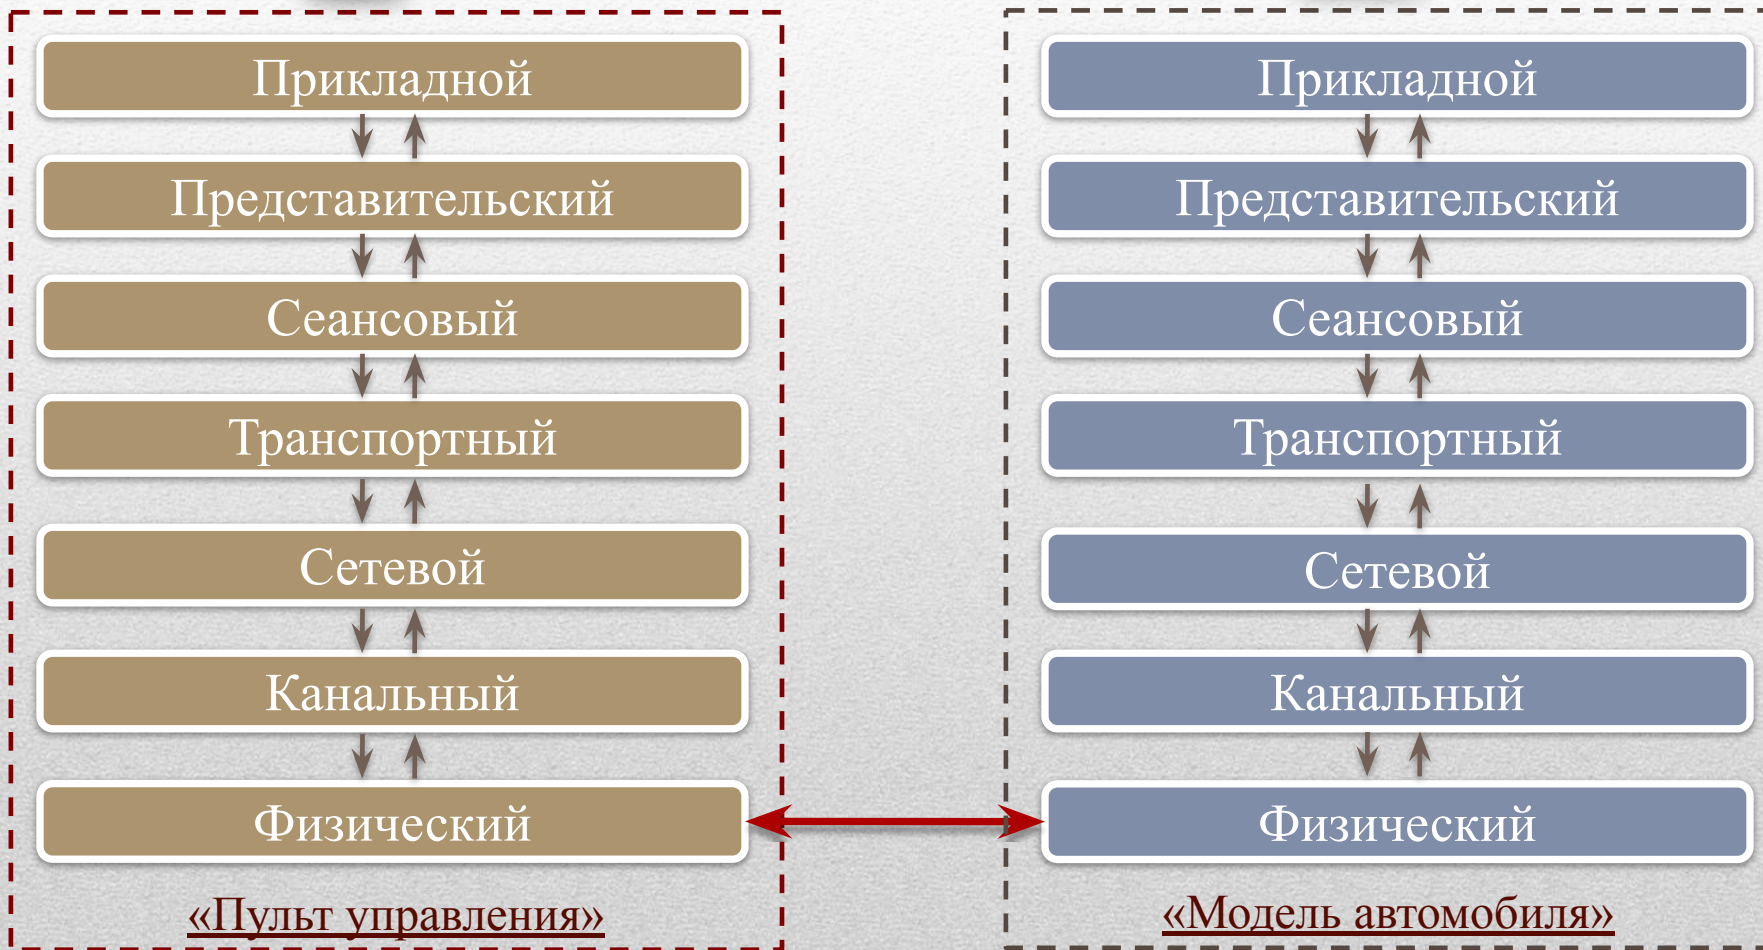 Прикладной
Представительский
Сеансовый
Транспортный
Сетевой
Канальный
Физический
«Пульт управления»
Прикладной
Представительский
Сеансовый
Транспортный
Сетевой
Канальный
Физический
«Модель автомобиля»